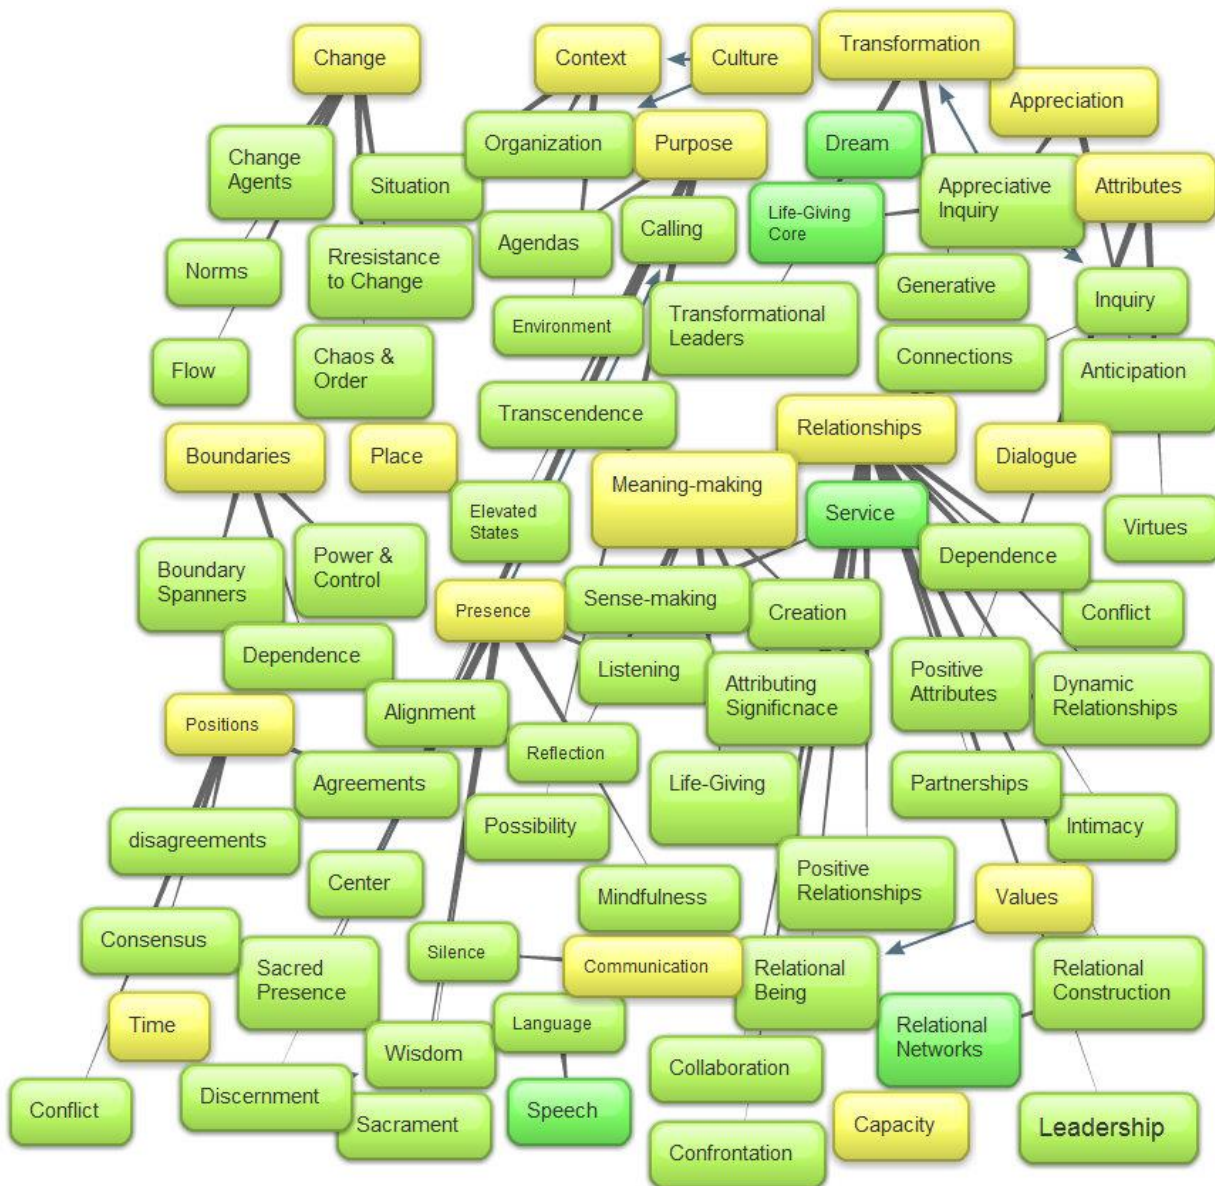 Change
Context
Culture
Transformation
Appreciation
Organization
Purpose
Dream
Change
Agents
Situation
Appreciative
Inquiry
Attributes
Calling
Life-Giving
Core
Agendas
Norms
Rresistance
to Change
Generative
Inquiry
Environment
Transformational
Leaders
Connections
Flow
Chaos &
Order
Anticipation
Transcendence
Relationships
Boundaries
Place
Dialogue
Meaning-making
Elevated
States
Service
Virtues
Boundary
Spanners
Power &
Control
Dependence
Presence
Sense-making
Creation
Conflict
Dependence
Listening
Attributing
Significnace
Positive
Attributes
Dynamic
Relationships
Positions
Alignment
Reflection
Agreements
Life-Giving
Partnerships
disagreements
Possibility
Intimacy
Center
Mindfulness
Positive
Relationships
Values
Consensus
Silence
Communication
Sacred
Presence
Relational
Being
Relational
Construction
Time
Language
Relational
Networks
Wisdom
Collaboration
Conflict
Discernment
Sacrament
Speech
Capacity
Leadership
Confrontation